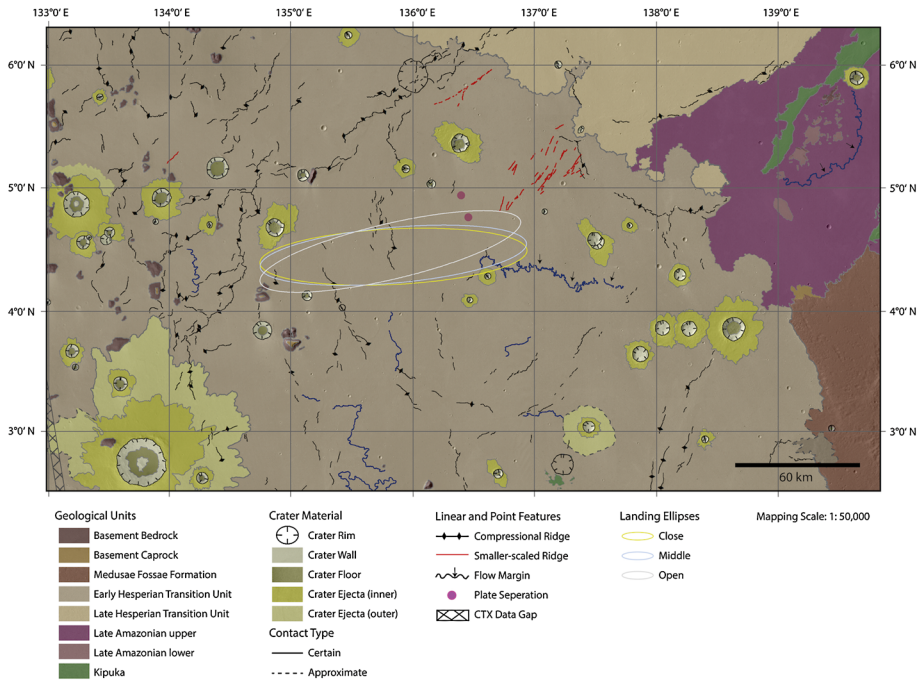 133°0' E 134°0' E 135°0' E 136°0' E 137°0' E 138°0' E 139°0' E
6°0' N 6°0' N
5°0' N 5°0' N
4°0' N 4°0' N
3°0' N 3°0' N
60 km
Geological Units
Basement Bedrock
Basement Caprock
Medusae Fossae Formation
Early Hesperian Transition Unit
Late Hesperian Transition Unit
Late Amazonian upper
Late Amazonian lower
Kipuka
Crater Material
Crater Rim
Crater Wall
Crater Floor
Crater Ejecta (inner)
Crater Ejecta (outer)
Contact Type
Certain
Approximate
Linear and Point Features
Compressional Ridge
Smaller-scaled Ridge
Flow Margin
Plate Seperation
CTX Data Gap
Landing Ellipses
Close
Middle
Open
Mapping Scale: 1: 50,000